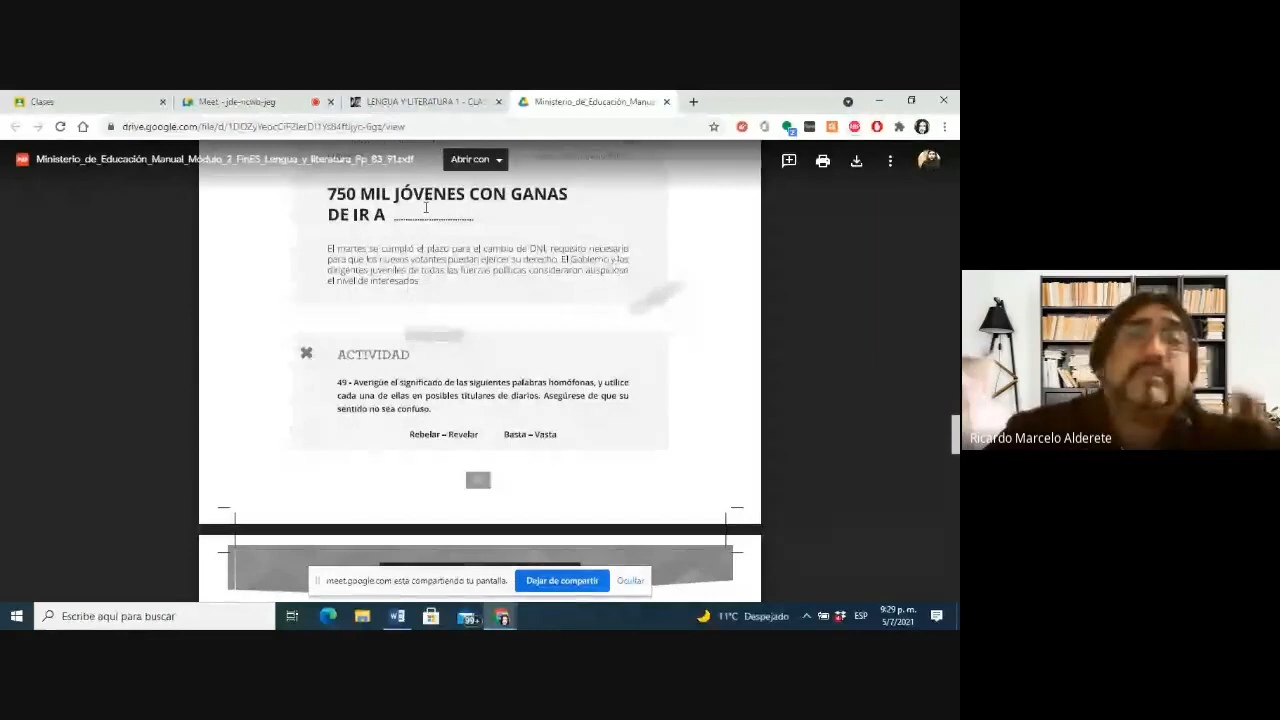 Clases
Meet - jde-ncwb-jeg
LENGUA Y LITERATURA 1 - CLA
Ministerio_de_Educación_Manua
Ministerio_de_Educación_Manual_Módulo_2_FinES_Lengua_y_literatura_Pp_83_91.pdf
Abrir con
750 MIL JÓVENES CON GANAS
DE IR A ........................
El martes se cumplió el plazo para el cambio de DNI, requisito necesario
para que los nuevos votantes puedan ejercer su derecho. El Gobierno y los
dirigentes juveniles de todas las fuerzas políticas consideraron auspicioso
el nivel de interesados
ACTIVIDAD
49 - Averigüe el significado de las siguientes palabras homófonas, y utilice
cada una de ellas en posibles titulares de diarios. Asegúrese de que su
sentido no sea confuso.
Rebelar – Revelar Basta – Vasta
Ricardo Marcelo Alderete
meet.google.com está compartiendo tu pantalla.
Dejar de compartir
Ocultar
Escribe aquí para buscar
99+
11°C Despejado
ESP
9:29 p. m.
5/7/2021